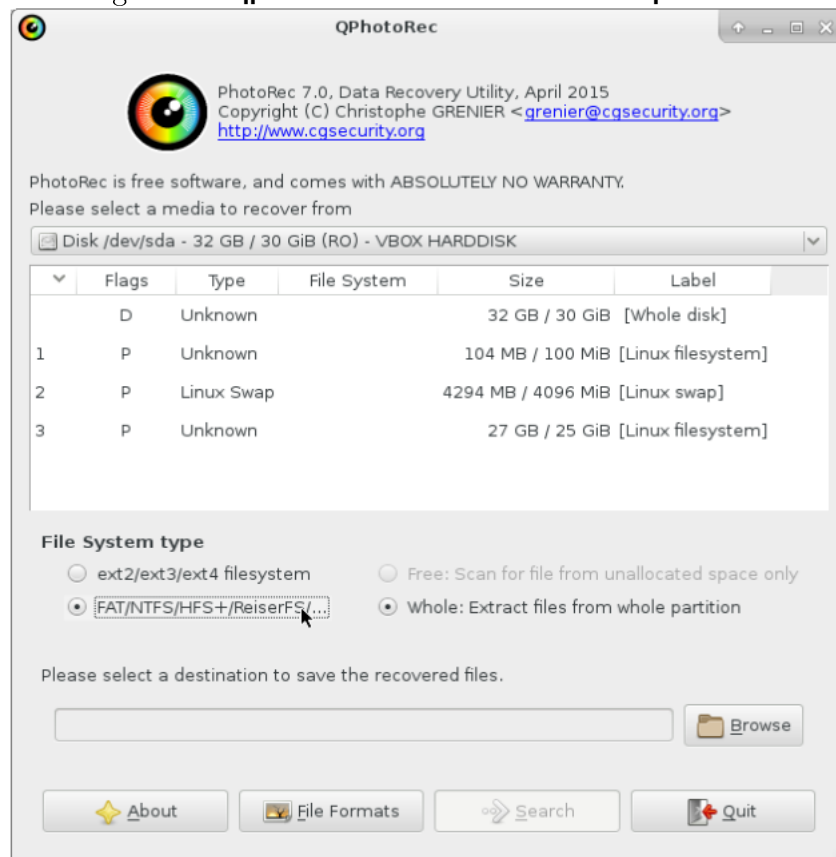 QPhotoRec
PhotoRec 7.0, Data Recovery Utility, April 2015
Copyright (C) Christophe GRENIER <grenier@cgsecurity.org>
http://www.cgsecurity.org
PhotoRec is free software, and comes with ABSOLUTELY NO WARRANTY.
Please select a media to recover from
Disk /dev/sda - 32 GB / 30 GiB (RO) - VBOX HARDDISK
Flags Type File System Size Label
D Unknown 32 GB / 30 GiB [Whole disk]
1 P Unknown 104 MB / 100 MiB [Linux filesystem]
2 P Linux Swap 4294 MB / 4096 MiB [Linux swap]
3 P Unknown 27 GB / 25 GiB [Linux filesystem]
File System type
ext2/ext3/ext4 filesystem Free: Scan for file from unallocated space only
FAT/NTFS/HFS+/ReiserFS/... Whole: Extract files from whole partition
Please select a destination to save the recovered files.
Browse
About File Formats Search Quit